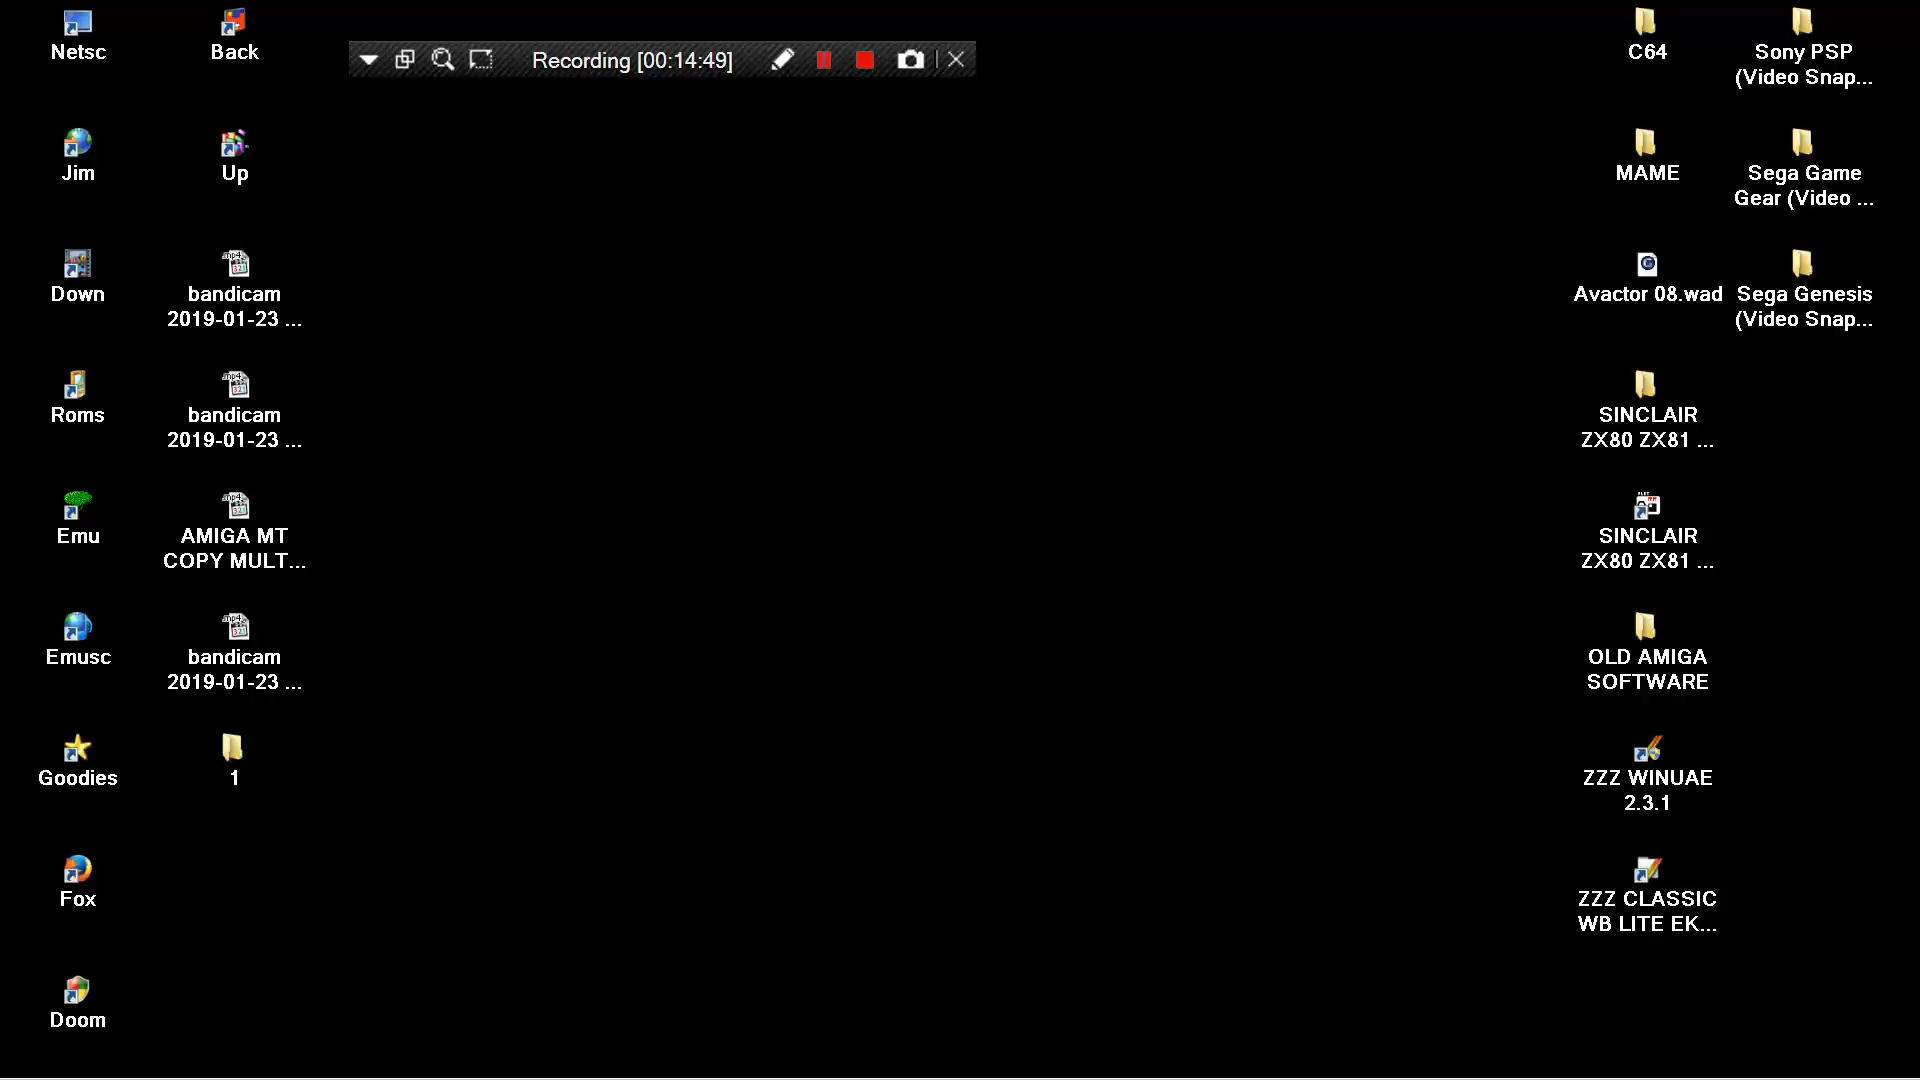 Recording [00:14:49]
Netsc
Back
Jim
Up
Down
bandicam
2019-01-23 ...
Roms
bandicam
2019-01-23 ...
Emu
AMIGA MT
COPY MULT...
Emusc
bandicam
2019-01-23 ...
Goodies
1
Fox
Doom
C64
Sony PSP
(Video Snap...
MAME
Sega Game
Gear (Video ...
Avactor 08.wad
Sega Genesis
(Video Snap...
SINCLAIR
ZX80 ZX81 ...
SINCLAIR
ZX80 ZX81 ...
OLD AMIGA
SOFTWARE
ZZZ WINUAE
2.3.1
ZZZ CLASSIC
WB LITE EK...